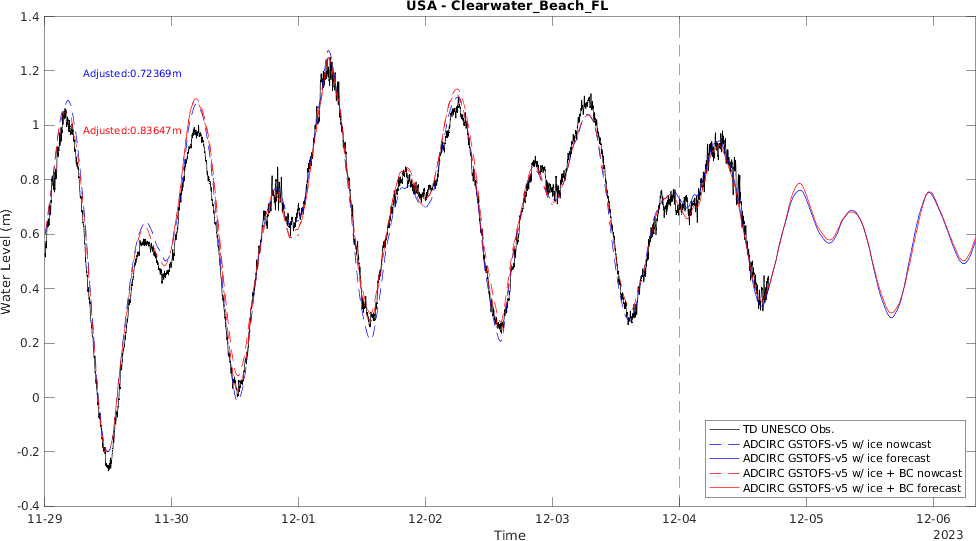 USA - Clearwater_Beach_FL
Water Level (m)
1.4
1.2
1
0.8
0.6
0.4
0.2
0
-0.2
-0.4
Adjusted:0.72369m
Adjusted:0.83647m
TD UNESCO Obs.
ADCIRC GSTOFS-v5 w/ ice nowcast
ADCIRC GSTOFS-v5 w/ ice forecast
ADCIRC GSTOFS-v5 w/ ice + BC nowcast
ADCIRC GSTOFS-v5 w/ ice + BC forecast
11-29 11-30 12-01 12-02 12-03 12-04 12-05 12-06
Time
2023